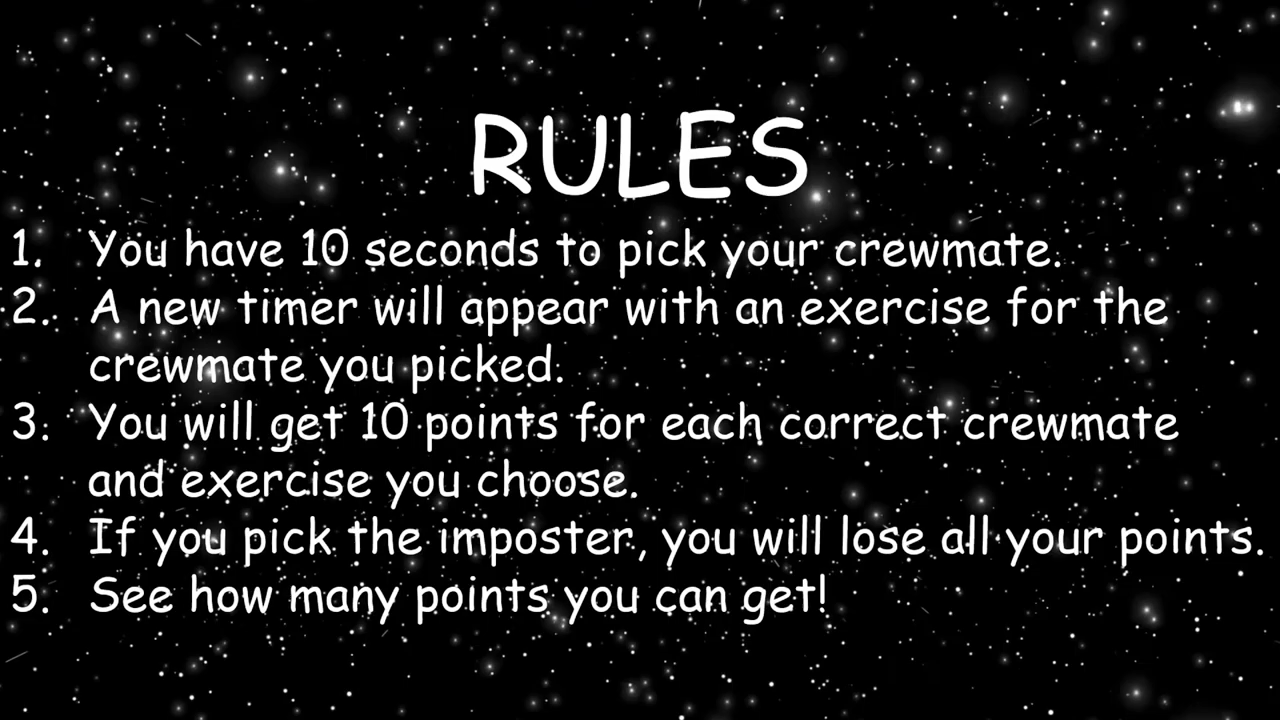 RULES
1. You have 10 seconds to pick your crewmate.
2. A new timer will appear with an exercise for the
crewmate you picked.
3. You will get 10 points for each correct crewmate
and exercise you choose.
4. If you pick the imposter, you will lose all your points.
5. See how many points you can get!